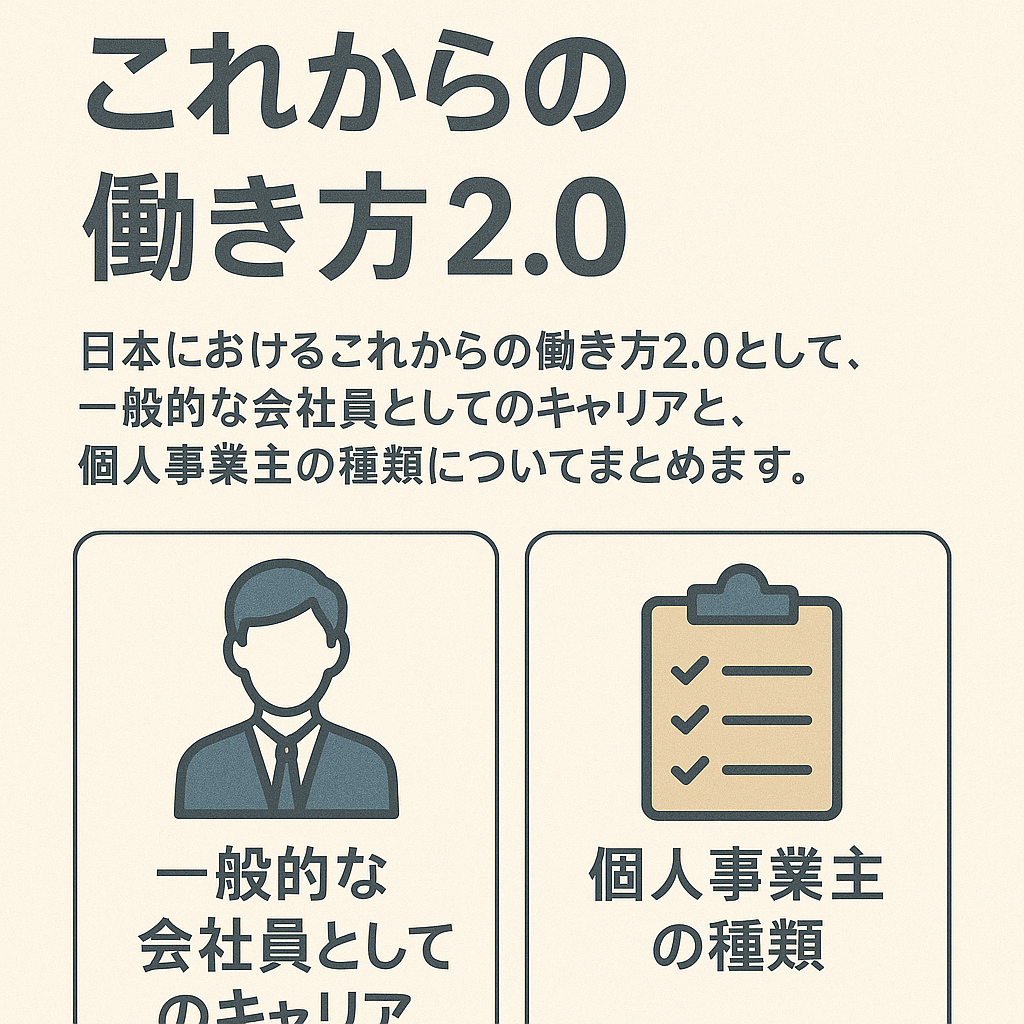 これからの
働き方2.0
日本におけるこれからの働き方2.0として、
一般的な会社員としてのキャリアと、
個人事業主の種類についてまとめます。
一般的な
会社員として
のキャリア
個人事業主
の種類